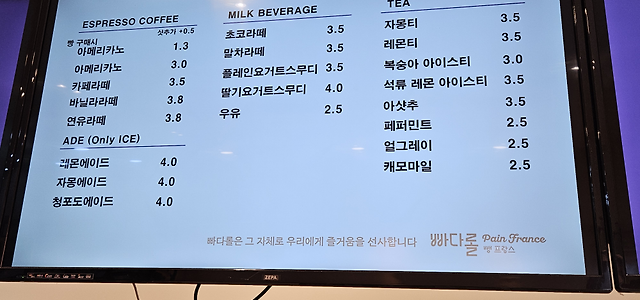 ESPRESSO COFFEE
샷추가 +0.5
빵 구매시
아메리카노 1.3
아메리카노 3.0
카페라떼 3.5
바닐라라떼 3.8
연유라떼 3.8
ADE (Only ICE)
레몬에이드 4.0
자몽에이드 4.0
청포도에이드 4.0
MILK BEVERAGE
초코라떼 3.5
말차라떼 3.5
플레인요거트스무디 3.5
딸기요거트스무디 4.0
우유 2.5
TEA
자몽티 3.5
레몬티 3.5
복숭아 아이스티 3.0
석류 레몬 아이스티 3.5
아샷추 3.5
페퍼민트 2.5
얼그레이 2.5
캐모마일 2.5
빠다롤은 그 자체로 우리에게 즐거움을 선사합니다
빠다롤
Pain France
빵 프랑스
ZEPA